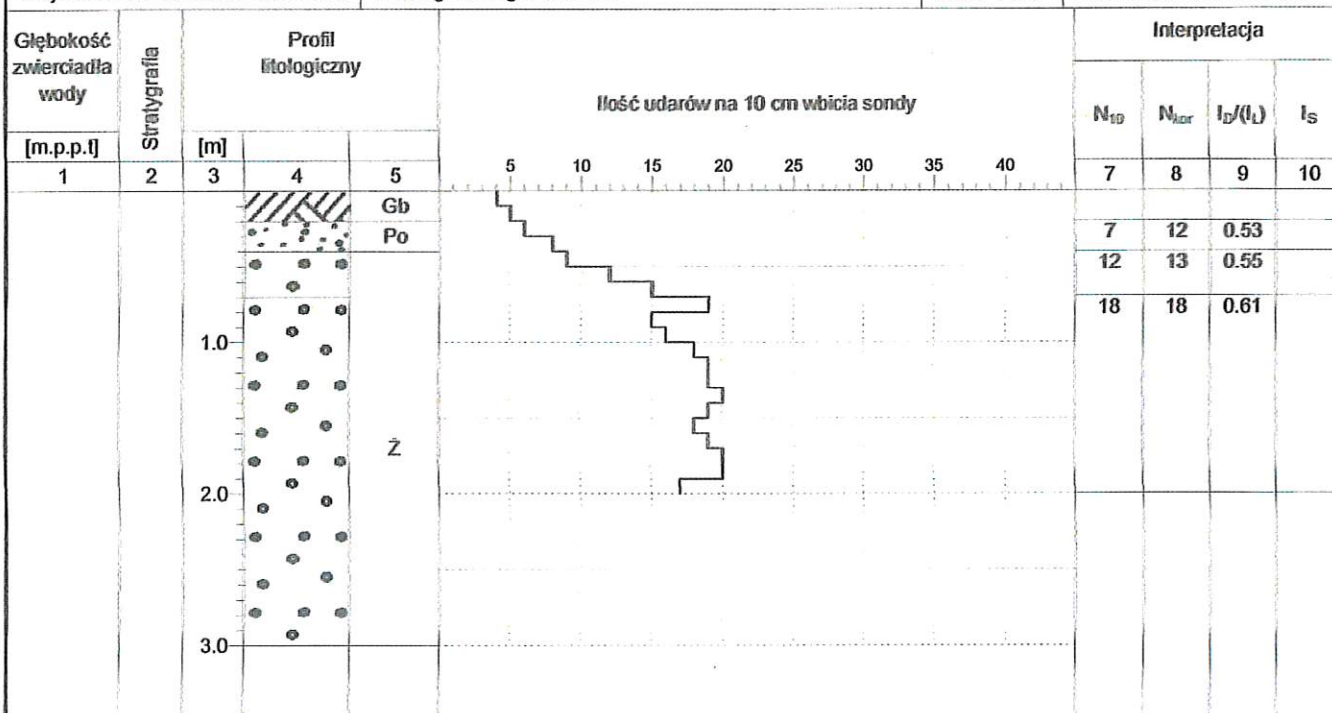 Głębokość zwierciadła wody
Stratygrafia
Profil litologiczny
Ilość udarów na 10 cm wbicia sondy
Interpretacja
N10 Nkor ID/(IL) IS
[m.p.p.t] [m]
1 2 3 4 5 5 10 15 20 25 30 35 40 7 8 9 10
Gb
Po
7 12 0.53
12 13 0.55
18 18 0.61
1.0
Ż
2.0
3.0